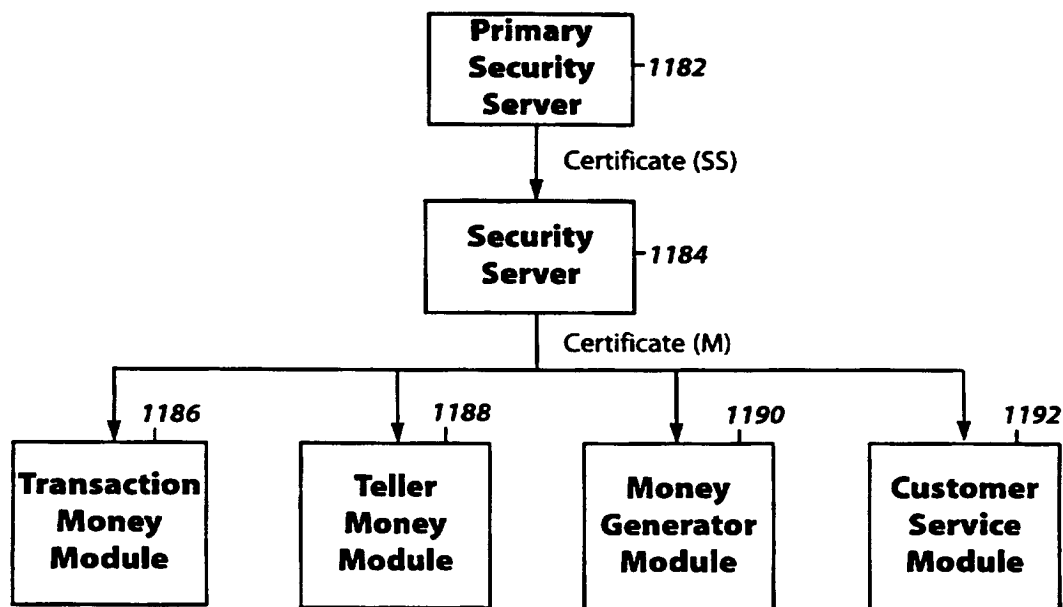 Primary
Security
Server
1182
Certificate (SS)
Security
Server
1184
Certificate (M)
1186
Transaction
Money
Module
1188
Teller
Money
Module
1190
Money
Generator
Module
1192
Customer
Service
Module